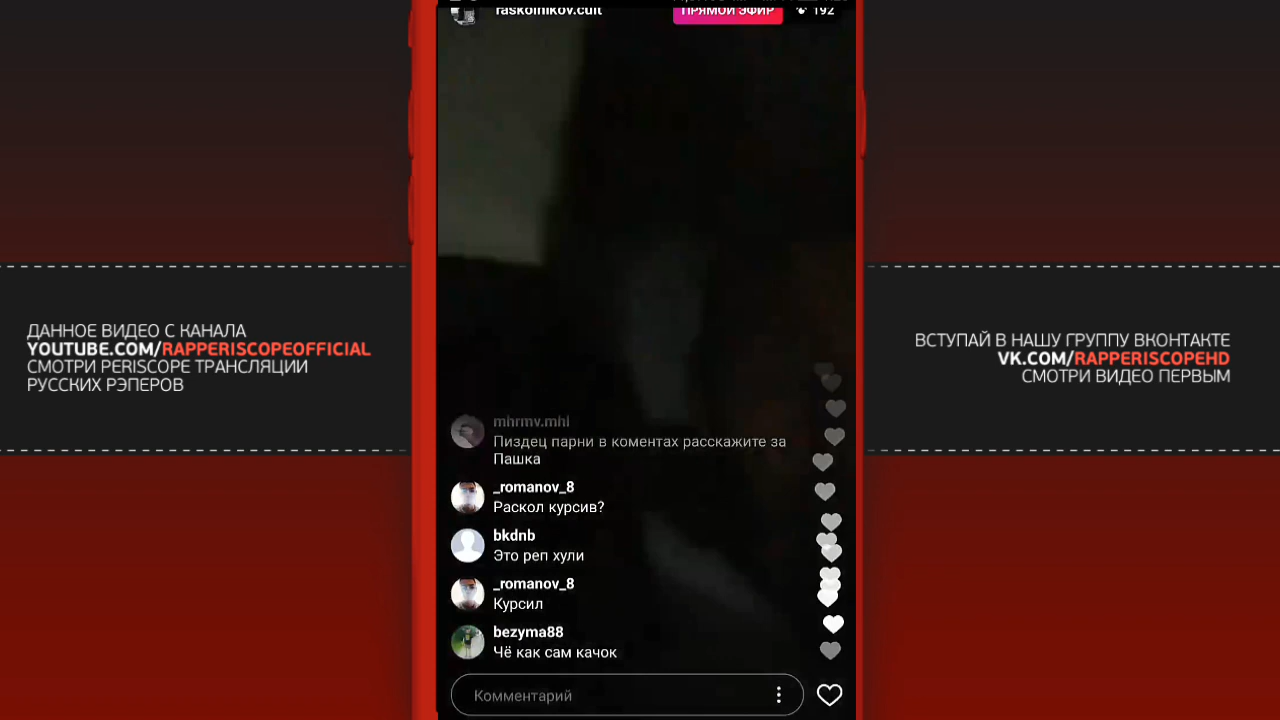 raskolnikov.cult
ПРЯМОЙ ЭФИР
192
ДАННОЕ ВИДЕО С КАНАЛА
YOUTUBE.COM/RAPPERISCOPEOFFICIAL
СМОТРИ PERISCOPE ТРАНСЛЯЦИИ
РУССКИХ РЭПЕРОВ
ВСТУПАЙ В НАШУ ГРУППУ ВКОНТАКТЕ
VK.COM/RAPPERISCOPEHD
СМОТРИ ВИДЕО ПЕРВЫМ
mhrmv.mhl
Пиздец парни в коментах расскажите за
Пашка
_romanov_8
Раскол курсив?
bkdnb
Это реп хули
_romanov_8
Курсил
bezyma88
Чё как сам качок
Комментарий